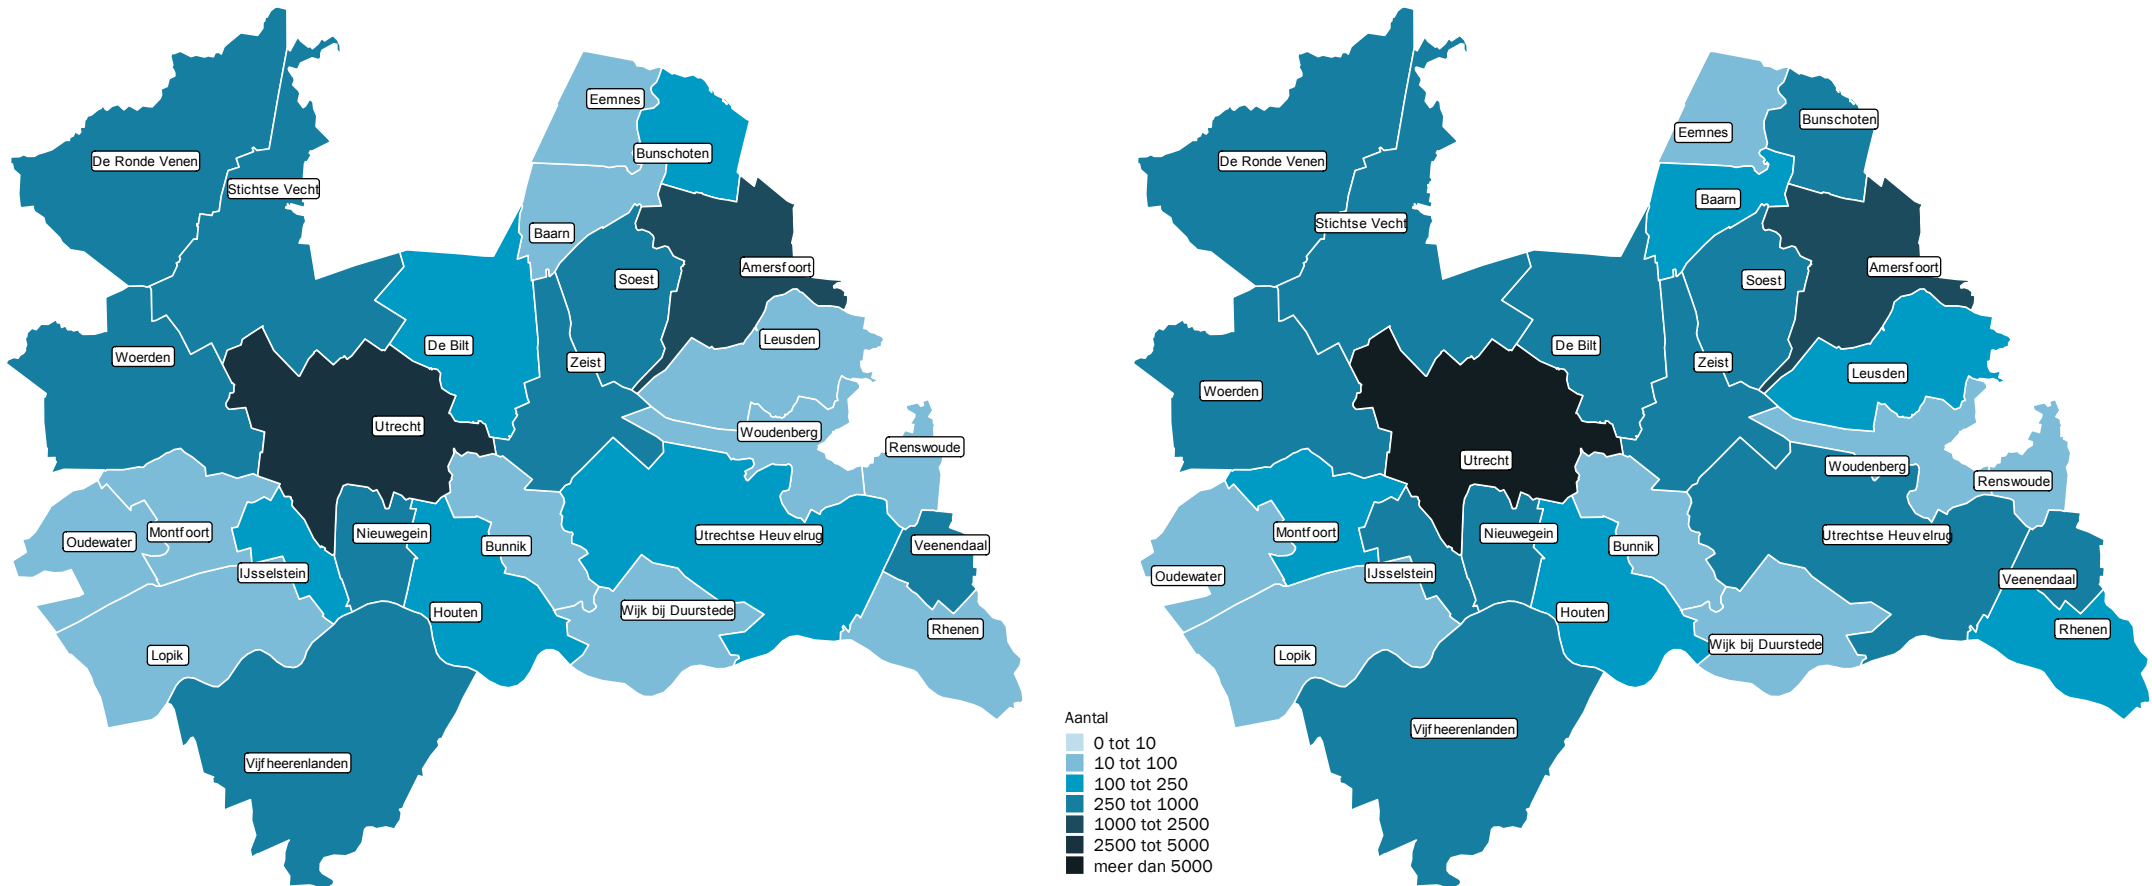 Eemnes
Bunschoten
De Ronde Venen
Stichtse Vecht
Baarn
Amersfoort
Soest
Leusden
De Bilt
Woerden
Zeist
Utrecht
Woudenberg
Renswoude
Montfoort
Nieuwegein
Oudewater
Bunnik
Utrechtse Heuvelrug
Veenendaal
IJsselstein
Houten
Wijk bij Duurstede
Rhenen
Lopik
Vijfheerenlanden
Aantal
0 tot 10
10 tot 100
100 tot 250
250 tot 1000
1000 tot 2500
2500 tot 5000
meer dan 5000
Bunschoten
Eemnes
De Ronde Venen
Baarn
Stichtse Vecht
Amersfoort
Soest
De Bilt
Zeist
Leusden
Woerden
Utrecht
Woudenberg
Renswoude
Montfoort
Nieuwegein
Utrechtse Heuvelrug
Bunnik
IJsselstein
Oudewater
Veenendaal
Houten
Rhenen
Wijk bij Duurstede
Lopik
Vijfheerenlanden